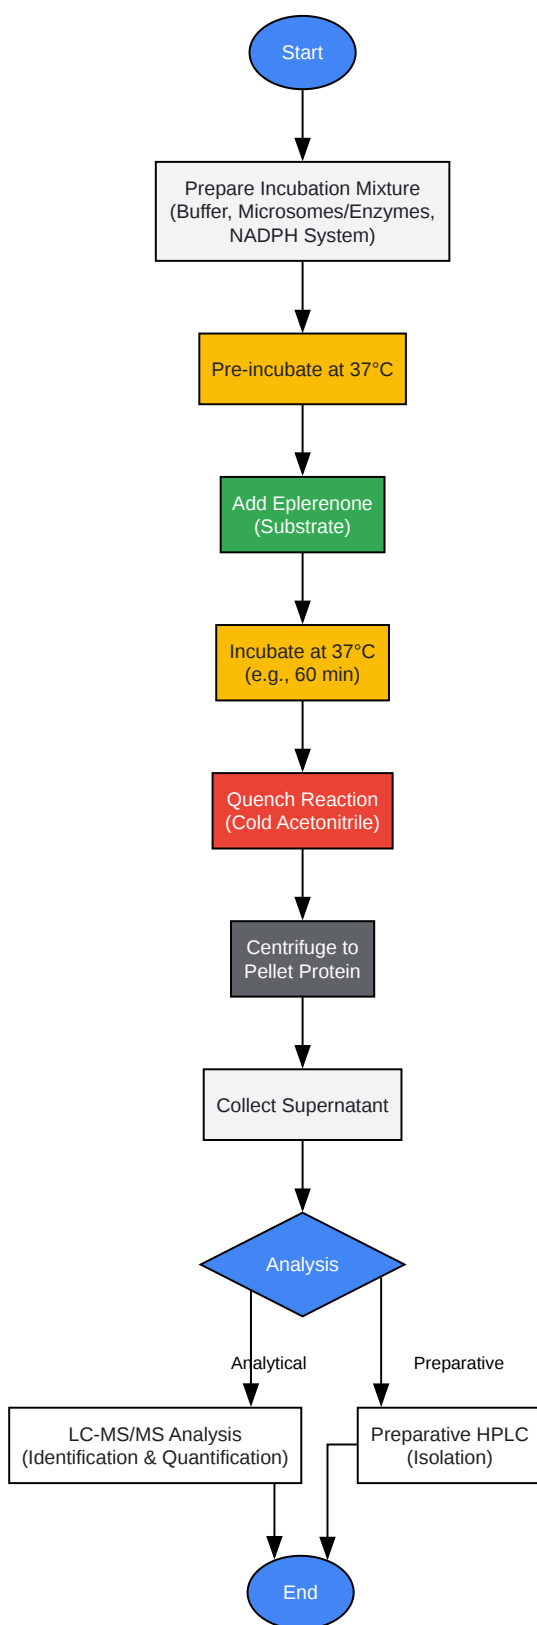 Start
Prepare Incubation Mixture
(Buffer, Microsomes/Enzymes,
NADPH System)
Pre-incubate at 37°C
Add Eplerenone
(Substrate)
Incubate at 37°C
(e.g., 60 min)
Quench Reaction
(Cold Acetonitrile)
Centrifuge to
Pellet Protein
Collect Supernatant
Analysis
Analytical
Preparative
LC-MS/MS Analysis
(Identification & Quantification)
Preparative HPLC
(Isolation)
End